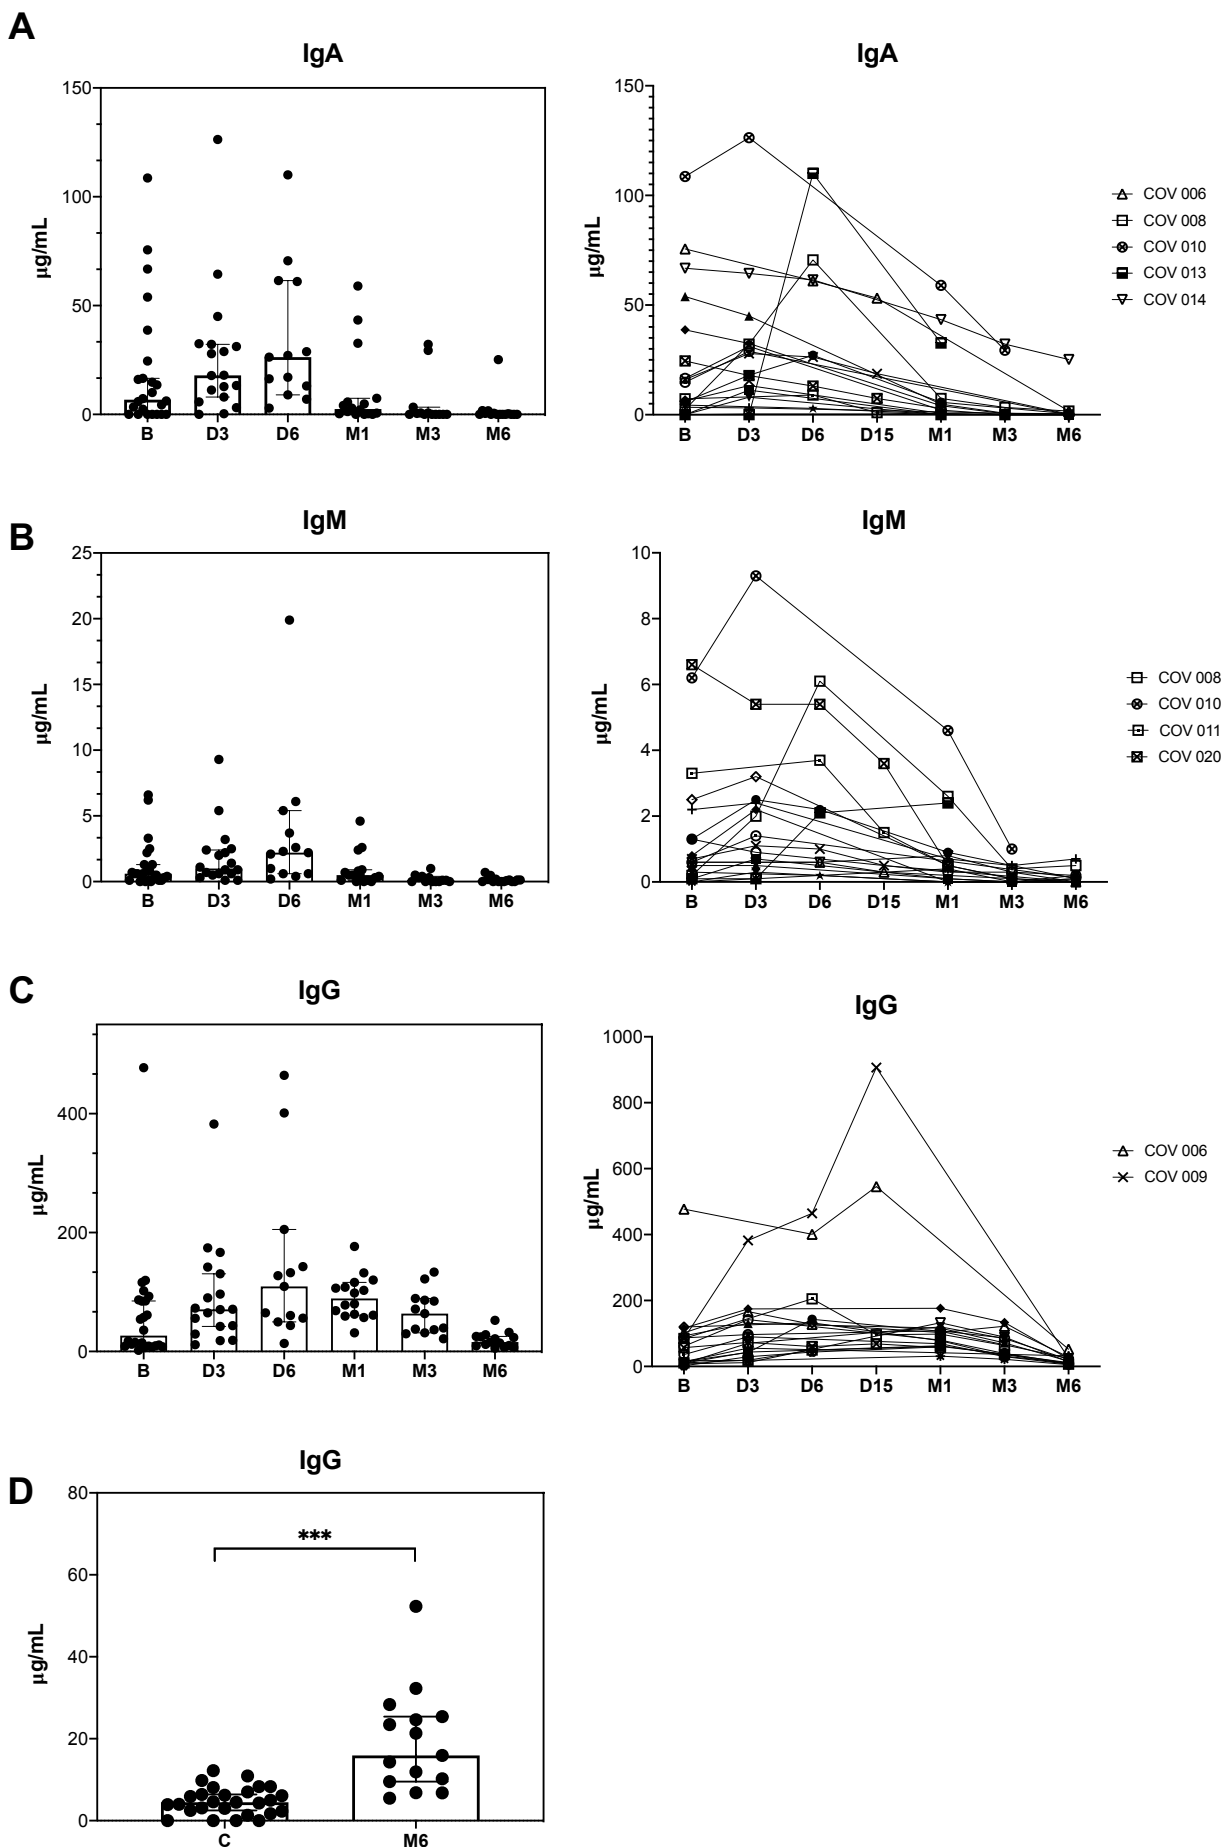 A
IgA
IgA
150
100
50
0
µg/mL
B D3 D6 M1 M3 M6
150
100
50
0
µg/mL
B D3 D6 D15 M1 M3 M6
COV 006
COV 008
COV 010
COV 013
COV 014
B
IgM
IgM
25
20
15
10
5
0
µg/mL
B D3 D6 M1 M3 M6
10
8
6
4
2
0
µg/mL
B D3 D6 D15 M1 M3 M6
COV 008
COV 010
COV 011
COV 020
C
IgG
IgG
400
200
0
µg/mL
B D3 D6 M1 M3 M6
1000
800
600
400
200
0
µg/mL
B D3 D6 D15 M1 M3 M6
COV 006
COV 009
D
IgG
80
60
40
20
0
µg/mL
***
C M6